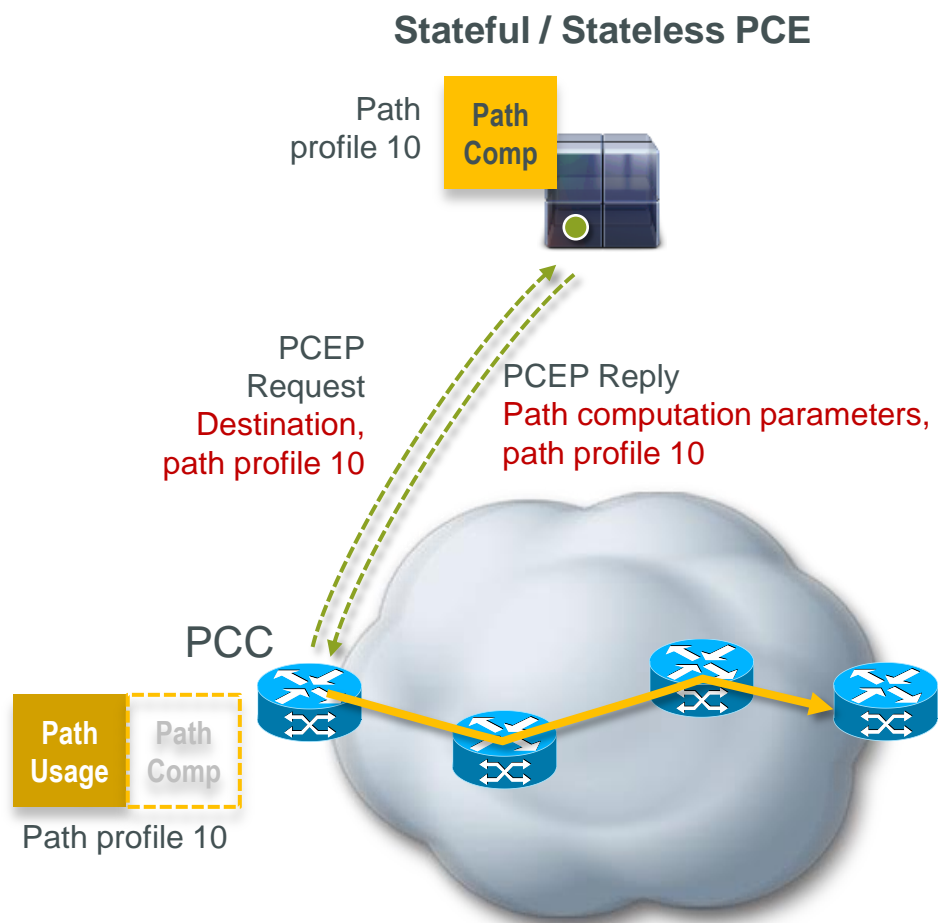 Stateful / Stateless PCE
Path
profile 10
Path
Comp
PCEP
Request
Destination,
path profile 10
PCEP Reply
Path computation parameters,
path profile 10
PCC
Path
Usage
Path
Comp
Path profile 10